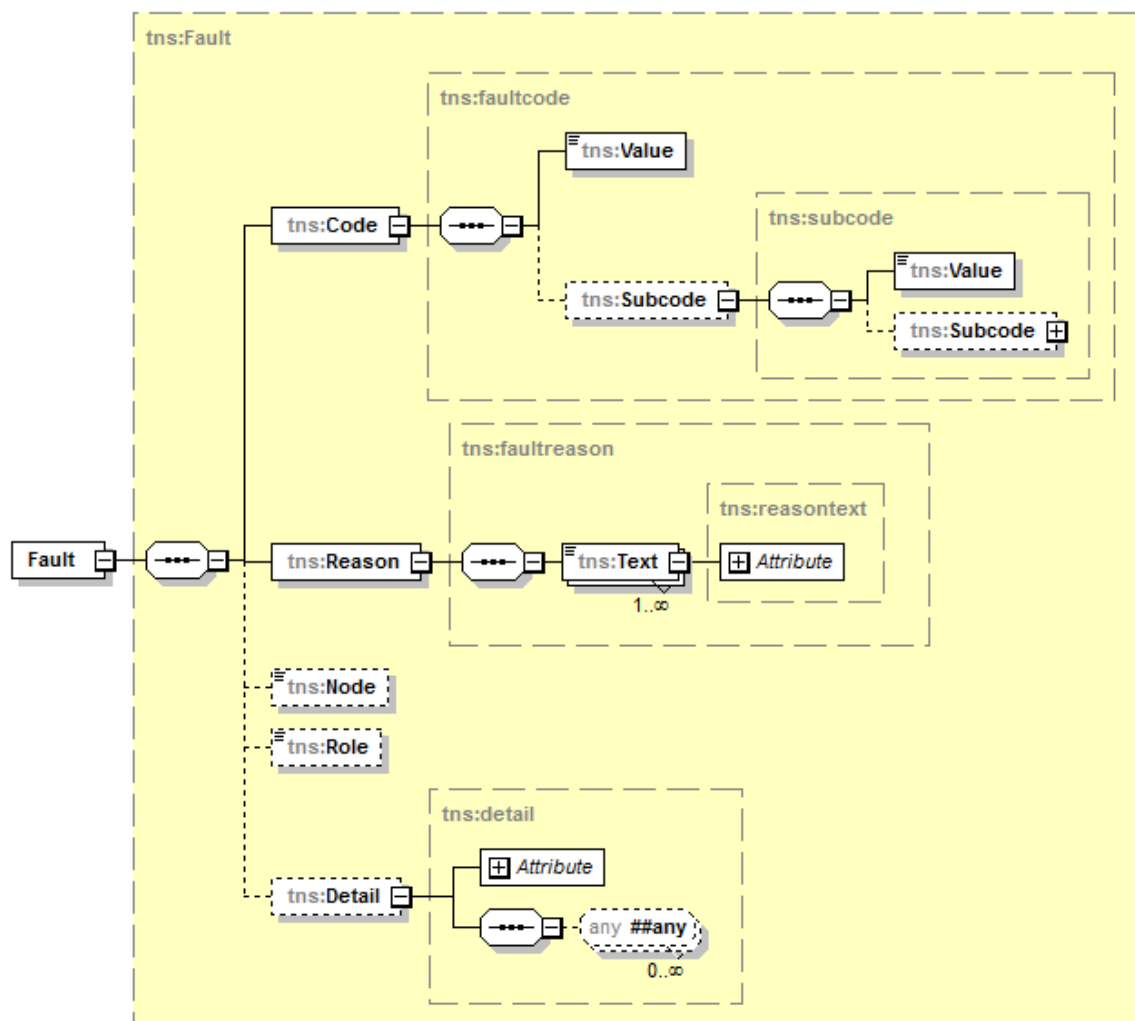 tns:Fault
tns:faultcode
tns:Value
tns:subcode
tns:Code
tns:Value
tns:Subcode
tns:Subcode
tns:faultreason
tns:reasontext
Fault
tns:Reason
tns:Text
Attribute
1..∞
tns:Node
tns:Role
tns:detail
Attribute
tns:Detail
any ##any
0..∞